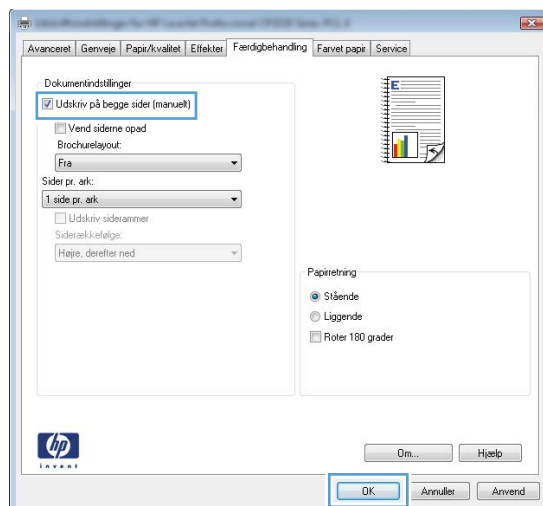 Avanceret Genveje Papir/kvalitet Effekter Færdigbehandling Farvet papir Service
Dokumentindstillinger
Udskriv på begge sider (manuelt)
Vend siderne opad
Brochurelayout:
Fra
Sider pr. ark:
1 side pr. ark
Udskriv siderammer
Siderækkefølge:
Højre, derefter ned
E
Papirretning
Stående
Liggende
Roter 180 grader
hp
invent
Om... Hjælp
OK Annuller Anvend